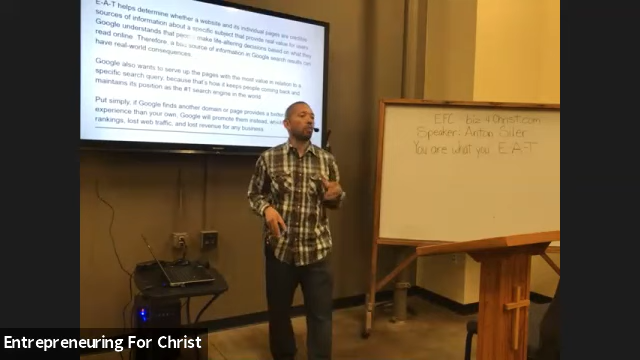 E-A-T helps determine whether a website and its individual pages are
sources of information about a specific subject that provide real value for users.
Google understands that people make life-altering decisions based on what they
read online. Therefore, a bad source of information in Google search results can
have real-world consequences.
Google also wants to serve up the pages with the most value in relation to a
specific search query, because that's how it keeps people coming back and
maintains its position as the #1 search engine in the world.
Put simply, if Google finds another domain or page provides a better
experience than your own, Google will promote them instead,
rankings, lost web traffic, and lost revenue for any business.
EFC biz4Christ.com
Speaker: Anton
You are what you E-A-T
Entrepreneuring For Christ